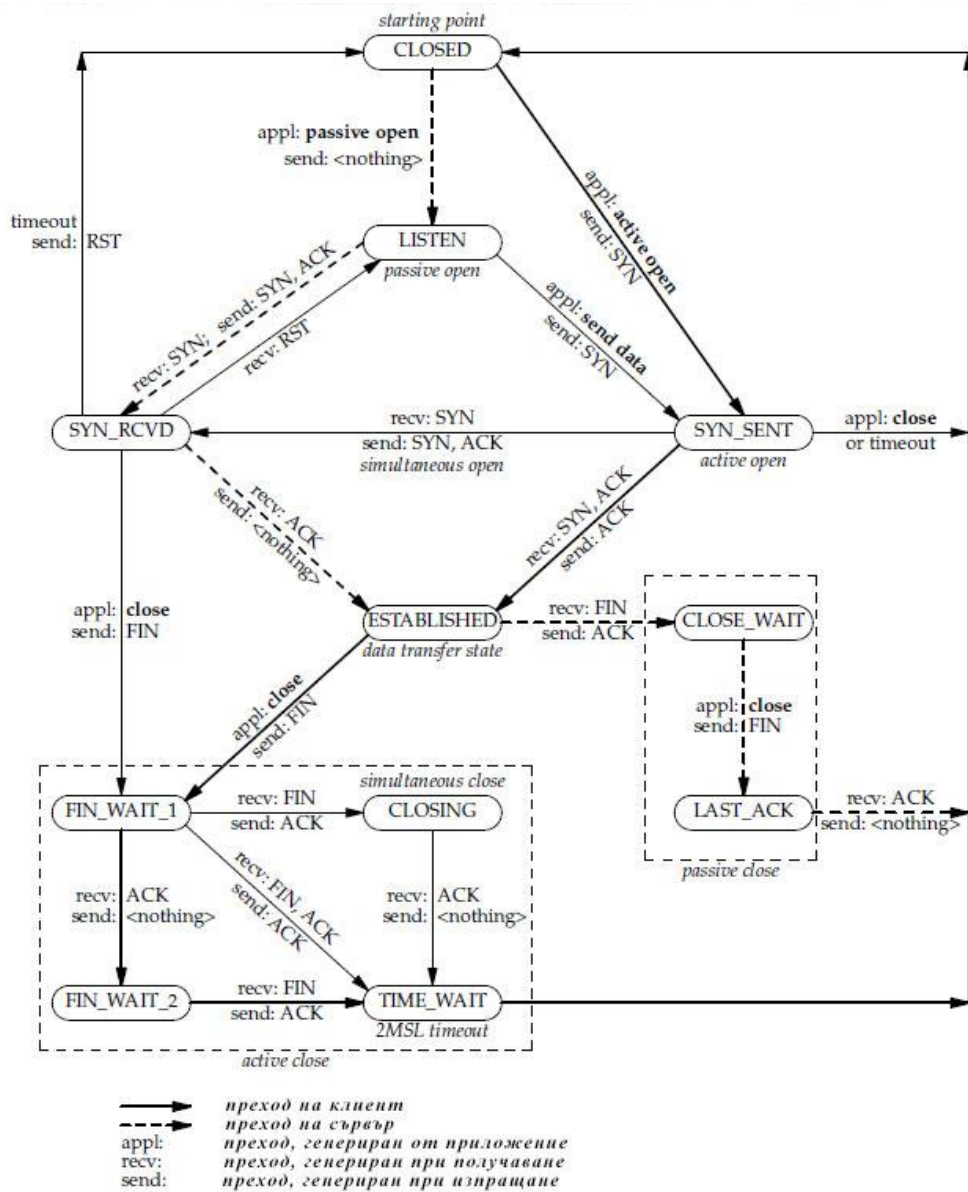 starting point
CLOSED
appl: passive open
send: <nothing>
appl: active open
send: SYN
timeout
send: RST
LISTEN
passive open
recv: SYN; send: SYN, ACK
recv: RST
appl: send data
send: SYN
SYN_RCVD
recv: SYN
send: SYN, ACK
simultaneous open
SYN_SENT
active open
appl: close
or timeout
recv: ACK
send: <nothing>
recv: SYN, ACK
send: ACK
appl: close
send: FIN
ESTABLISHED
data transfer state
recv: FIN
send: ACK
CLOSE_WAIT
appl: close
send: FIN
appl: close
send: FIN
simultaneous close
FIN_WAIT_1
recv: FIN
send: ACK
CLOSING
LAST_ACK
recv: ACK
send: <nothing>
passive close
recv: ACK
send: <nothing>
recv: FIN, ACK
send: ACK
recv: ACK
send: <nothing>
FIN_WAIT_2
recv: FIN
send: ACK
TIME_WAIT
2MSL timeout
active close
преход на клиент
преход на сървър
appl: преход, генериран от приложение
recv: преход, генериран при получаване
send: преход, генериран при изпращане